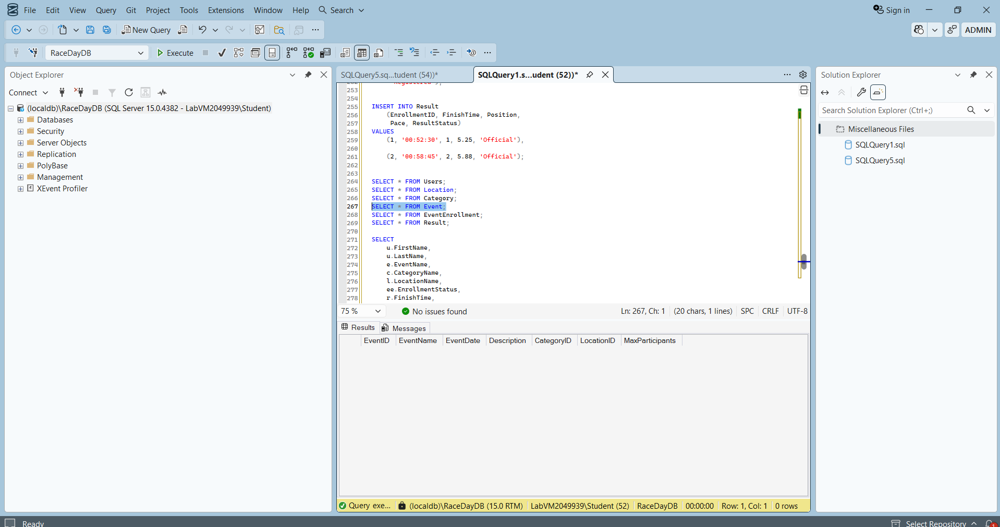 File Edit View Query Git Project Tools Extensions Window Help Search Sign in
New Query ADMIN
RaceDayDB Execute
Object Explorer
Connect
(localdb)\RaceDayDB (SQL Server 15.0.4382 - LabVM2049939\Student)
Databases
Security
Server Objects
Replication
PolyBase
Management
XEvent Profiler
SQLQuery5.sq...tudent (54))* SQLQuery1.s...udent (52))*
253
254
255 INSERT INTO Result
256 (EnrollmentID, FinishTime, Position,
257 Pace, ResultStatus)
258 VALUES
259 (1, '00:52:30', 1, 5.25, 'Official'),
260
261 (2, '00:58:45', 2, 5.88, 'Official');
262
263
264 SELECT * FROM Users;
265 SELECT * FROM Location;
266 SELECT * FROM Category;
267 SELECT * FROM Event;
268 SELECT * FROM EventEnrollment;
269 SELECT * FROM Result;
270
271 SELECT
272 u.FirstName,
273 u.LastName,
274 e.EventName,
275 c.CategoryName,
276 l.LocationName,
277 ee.EnrollmentStatus,
278 r.FinishTime,
75 % No issues found Ln: 267, Ch: 1 (20 chars, 1 lines) SPC CRLF UTF-8
Results Messages
EventID EventName EventDate Description CategoryID LocationID MaxParticipants
Query exe... (localdb)\RaceDayDB (15.0 RTM) LabVM2049939\Student (52) RaceDayDB 00:00:00 Row: 1, Col: 1 0 rows
Solution Explorer
Search Solution Explorer (Ctrl+;)
Miscellaneous Files
SQLQuery1.sql
SQLQuery5.sql
Ready Select Repository 1